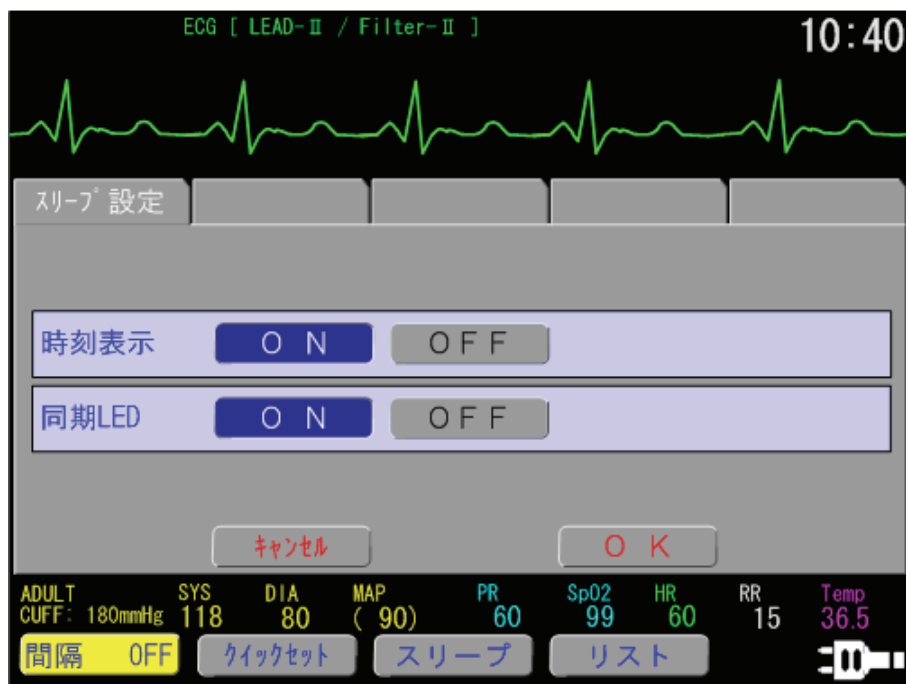 ECG [ LEAD-Ⅱ / Filter-Ⅱ ]
10:40
ｽﾘｰﾌﾟ設定
時刻表示 ON OFF
同期LED ON OFF
ｷｬﾝｾﾙ OK
ADULT SYS DIA MAP PR SpO2 HR RR Temp
CUFF: 180mmHg 118 80 ( 90) 60 99 60 15 36.5
間隔 OFF ｸｲｯｸｾｯﾄ スリープ リスト